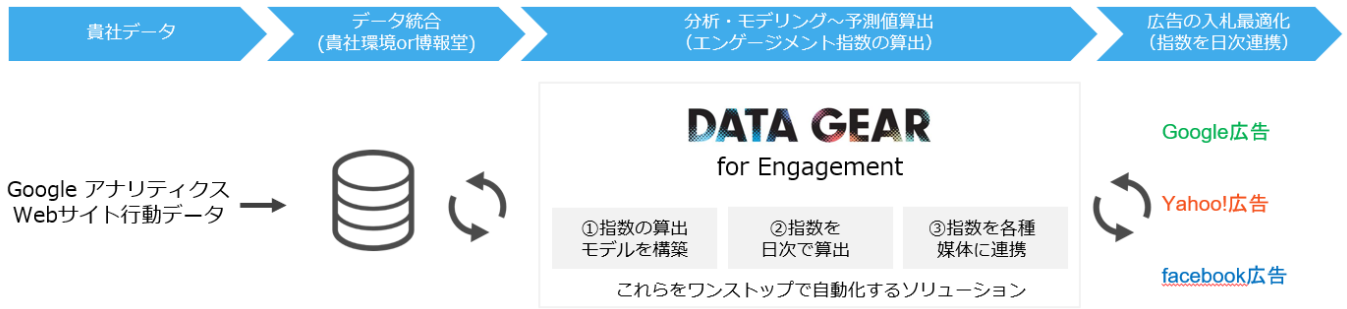 貴社データ
データ統合
(貴社環境or博報堂)
分析・モデリング～予測値算出
（エンゲージメント指数の算出）
広告の入札最適化
（指数を日次連携）
Google アナリティクス
Webサイト行動データ
DATA GEAR
for Engagement
①指数の算出
モデルを構築
②指数を
日次で算出
③指数を各種
媒体に連携
これらをワンストップで自動化するソリューション
Google広告
Yahoo!広告
facebook広告